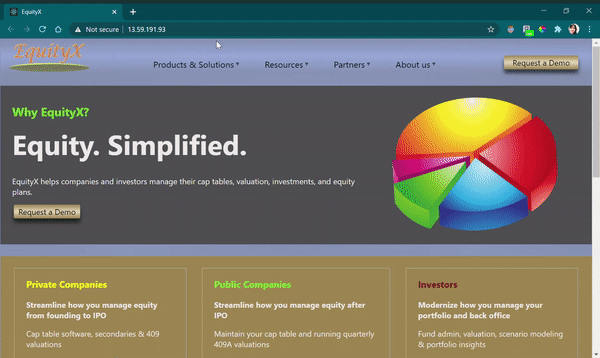 EquityX
Not secure | 13.59.191.93
EquityX
Products & Solutions
Resources
Partners
About us
Request a Demo
Why EquityX?
Equity. Simplified.
EquityX helps companies and investors manage their cap tables, valuation, investments, and equity
plans.
Request a Demo
Private Companies
Streamline how you manage equity
from founding to IPO
Cap table software, secondaries & 409
valuations
Public Companies
Streamline how you manage equity after
IPO
Maintain your cap table and running quarterly
409A valuations
Investors
Modernize how you manage your
portfolio and back office
Fund admin, valuation, scenario modeling
& portfolio insights